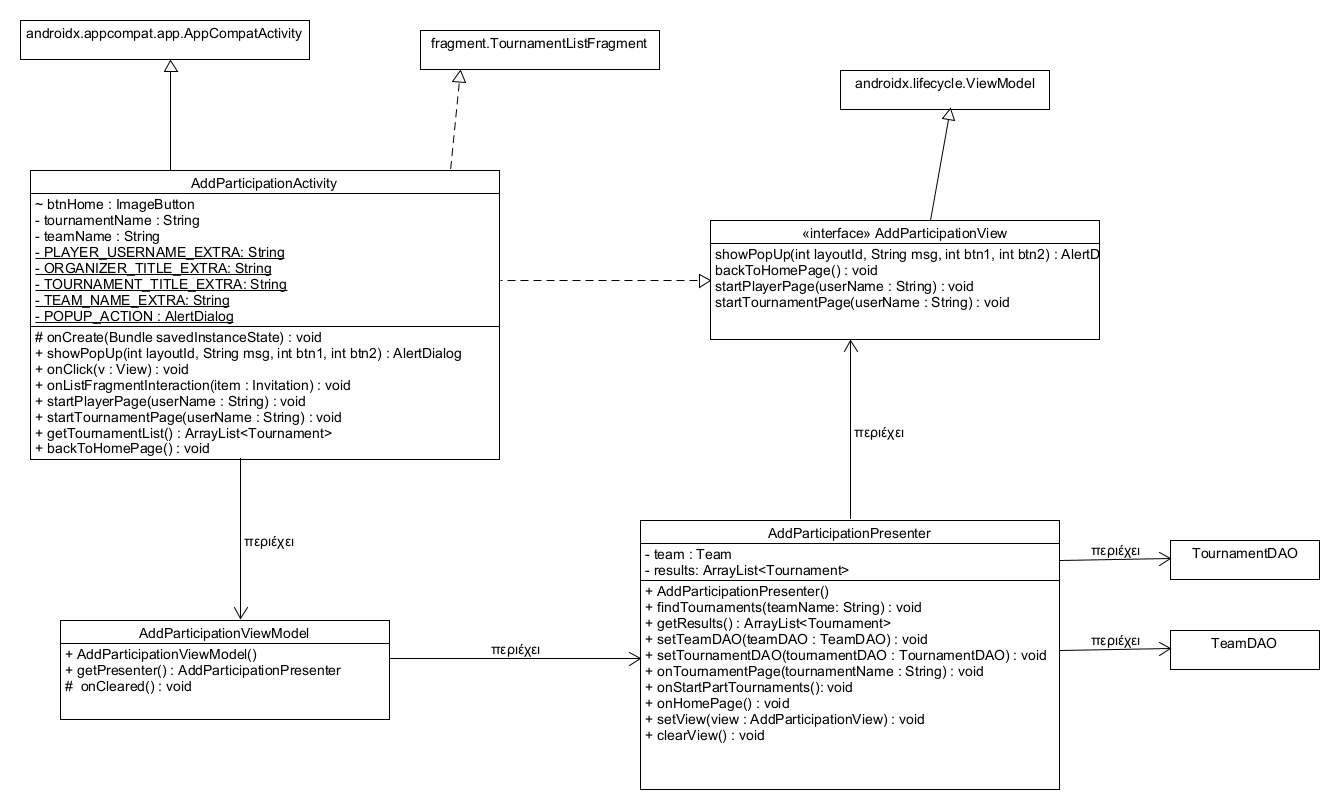 androidx.appcompat.app.AppCompatActivity
fragment.TournamentListFragment
androidx.lifecycle.ViewModel
AddParticipationActivity
~ btnHome : ImageButton
- tournamentName : String
- teamName : String
- PLAYER_USERNAME_EXTRA: String
- ORGANIZER_TITLE_EXTRA: String
- TOURNAMENT_TITLE_EXTRA: String
- TEAM_NAME_EXTRA: String
- POPUP_ACTION : AlertDialog
# onCreate(Bundle savedInstanceState) : void
+ showPopUp(int layoutId, String msg, int btn1, int btn2) : AlertDialog
+ onClick(v : View) : void
+ onListFragmentInteraction(item : Invitation) : void
+ startPlayerPage(userName : String) : void
+ startTournamentPage(userName : String) : void
+ getTournamentList() : ArrayList<Tournament>
+ backToHomePage() : void
«interface» AddParticipationView
showPopUp(int layoutId, String msg, int btn1, int btn2) : AlertD
backToHomePage() : void
startPlayerPage(userName : String) : void
startTournamentPage(userName : String) : void
περιέχει
περιέχει
AddParticipationViewModel
+ AddParticipationViewModel()
+ getPresenter() : AddParticipationPresenter
# onCleared() : void
περιέχει
AddParticipationPresenter
- team : Team
- results: ArrayList<Tournament>
+ AddParticipationPresenter()
+ findTournaments(teamName: String) : void
+ getResults() : ArrayList<Tournament>
+ setTeamDAO(teamDAO : TeamDAO) : void
+ setTournamentDAO(tournamentDAO : TournamentDAO) : void
+ onTournamentPage(tournamentName : String) : void
+ onStartPartTournaments(): void
+ onHomePage() : void
+ setView(view : AddParticipationView) : void
+ clearView() : void
περιέχει
TournamentDAO
περιέχει
TeamDAO